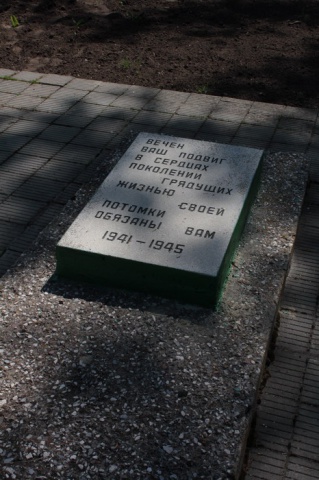 ВЕЧЕН
ВАШ ПОДВИГ
В СЕРДЦАХ
ПОКОЛЕНИЙ
ГРЯДУЩИХ
ЖИЗНЬЮ СВОЕЙ
ПОТОМКИ
ОБЯЗАНЫ ВАМ
1941-1945